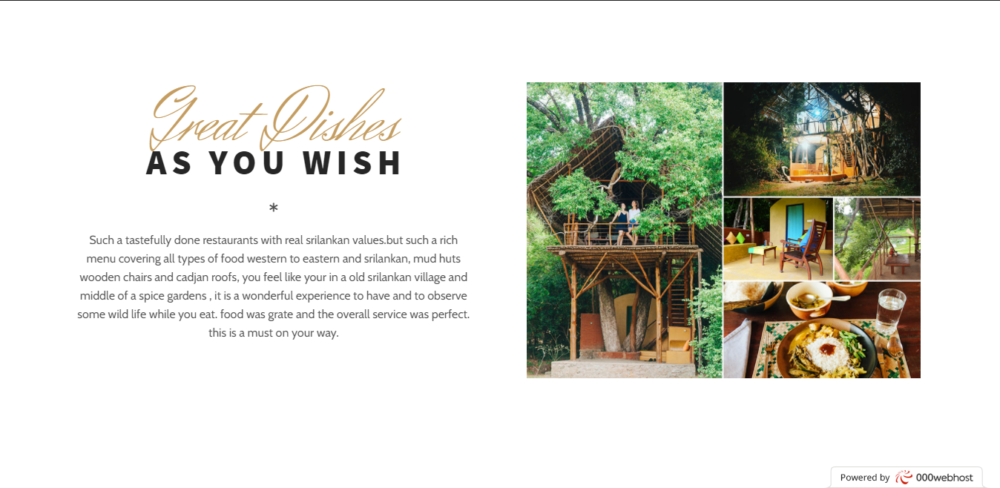 Great Dishes
AS YOU WISH
*
Such a tastefully done restaurants with real srilankan values.but such a rich
menu covering all types of food western to eastern and srilankan, mud huts
wooden chairs and cadjan roofs, you feel like your in a old srilankan village and
middle of a spice gardens , it is a wonderful experience to have and to observe
some wild life while you eat. food was grate and the overall service was perfect.
this is a must on your way.
Powered by 000webhost